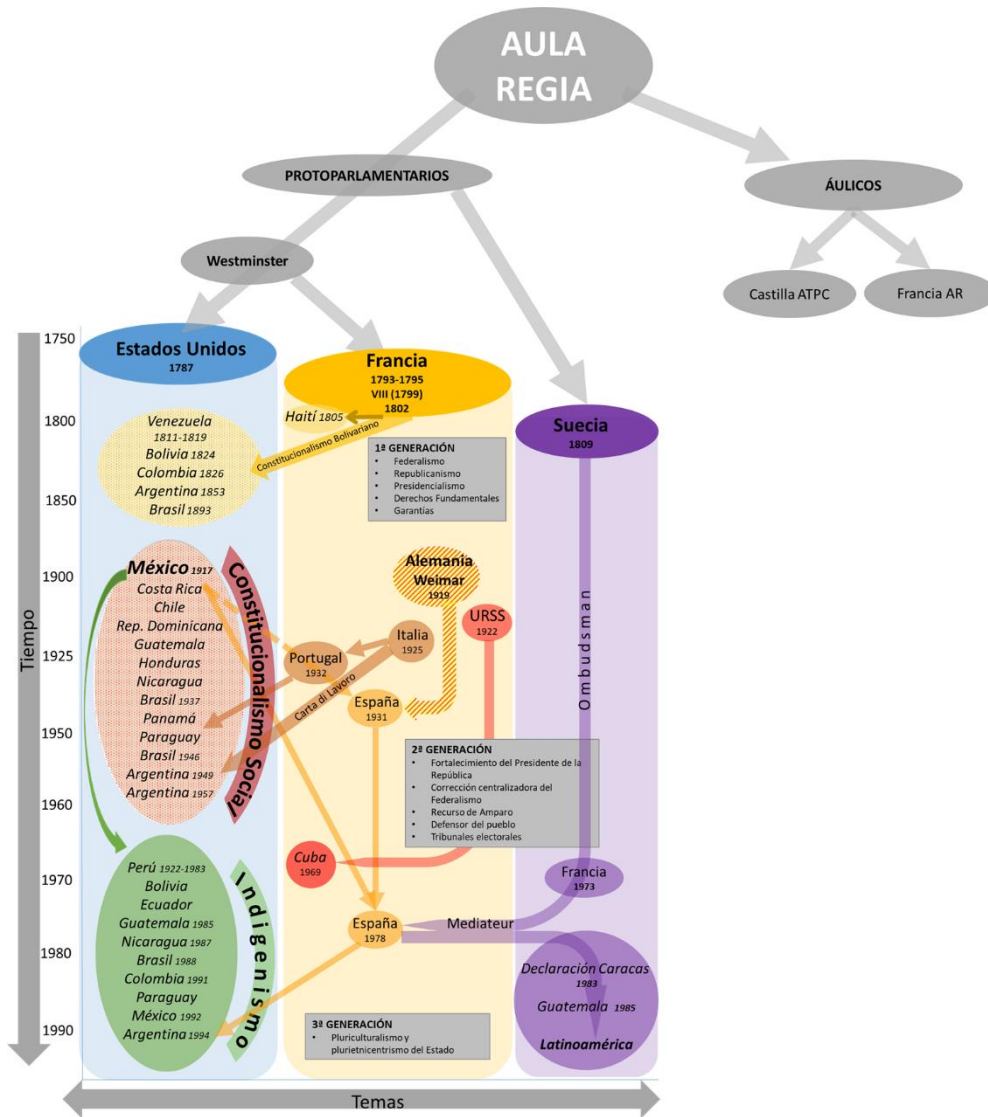 AULA
REGIA
PROTOPARLAMENTARIOS
ÁULICOS
Westminster
Castilla ATPC
Francia AR
Tiempo
1750
1800
1850
1900
1925
1950
1960
1970
1980
1990
Estados Unidos
1787
Venezuela
1811-1819
Bolivia 1824
Colombia 1826
Argentina 1853
Brasil 1893
México 1917
Costa Rica
Chile
Rep. Dominicana
Guatemala
Honduras
Nicaragua
Brasil 1937
Panamá
Paraguay
Brasil 1946
Argentina 1949
Argentina 1957
Constitucionalismo Social
Perú 1922-1983
Bolivia
Ecuador
Guatemala 1985
Nicaragua 1987
Brasil 1988
Colombia 1991
Paraguay
México 1992
Argentina 1994
Indigenismo
Francia
1793-1795
VIII (1799)
1802
Haití 1805
Constitucionalismo Bolivariano
1ª GENERACIÓN
• Federalismo
• Republicanismo
• Presidencialismo
• Derechos Fundamentales
• Garantías
Alemania
Weimar
1919
URSS
1922
Italia
1925
Portugal
1932
Carta di Lavoro
España
1931
2ª GENERACIÓN
• Fortalecimiento del Presidente de la
República
• Corrección centralizadora del
Federalismo
• Recurso de Amparo
• Defensor del pueblo
• Tribunales electorales
Cuba
1969
España
1978
Mediateur
3ª GENERACIÓN
• Pluriculturalismo y
plurietnicentrismo del Estado
Suecia
1809
Ombudsman
Francia
1973
Declaración Caracas
1983
Guatemala 1985
Latinoamérica
Temas